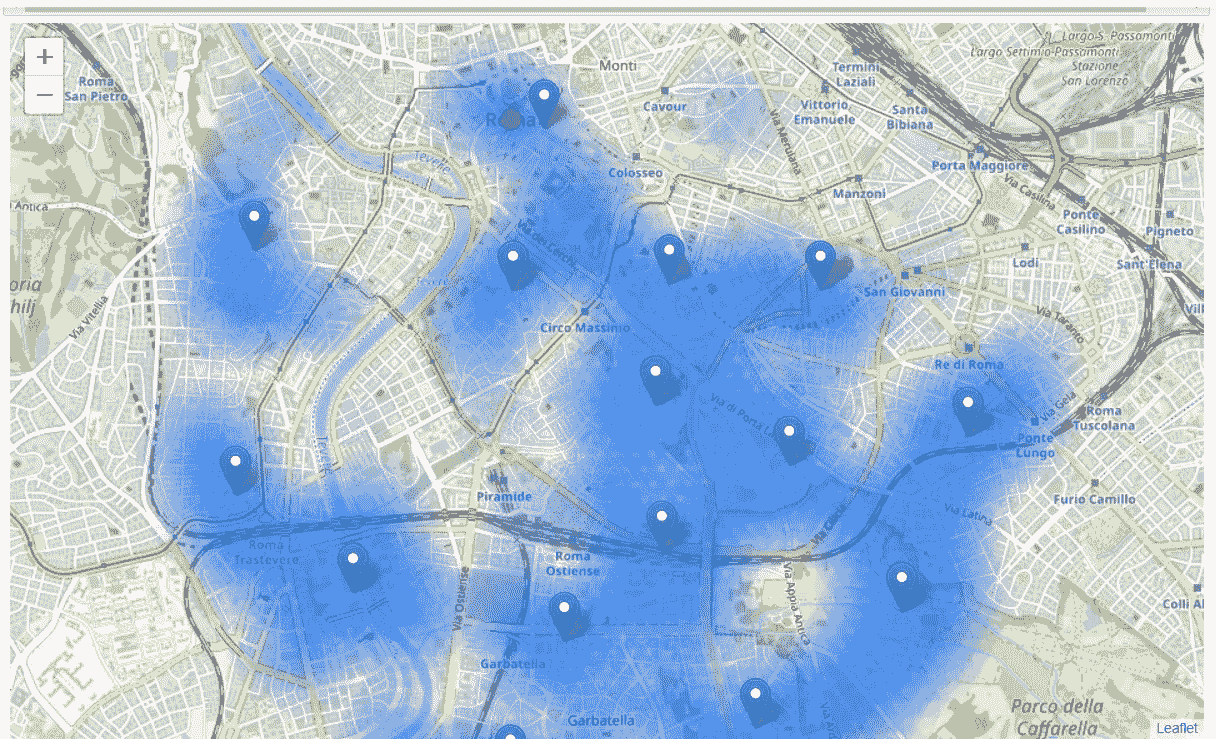 +
−
Roma
San Pietro
Monti
Largo S. Passamonti
Largo Settimio Passamonti
Stazione
San Lorenzo
Termini
Laziali
Cavour
Vittorio
Emanuele
Santa
Bibiana
Roma
Via Merulana
Tevere
Colosseo
Porta Maggiore
Manzoni
Via Casilina
Antica
Ponte
Casilino
Pigneto
Via dei Cerchi
Lodi
Sant'Elena
San Giovanni
oria
hilj
Via Vitellia
Circo Massimo
Via Taranto
Vill
Re di Roma
Via Gela
Roma
Tuscolana
Tevere
Ponte
Lungo
Piramide
Furio Camillo
Via Latina
Via Cilicia
Roma
Trastevere
Roma
Ostiense
Via Ostiense
Via Appia Antica
Colli Al
Garbatella
Garbatella
Parco della
Caffarella
Leaflet